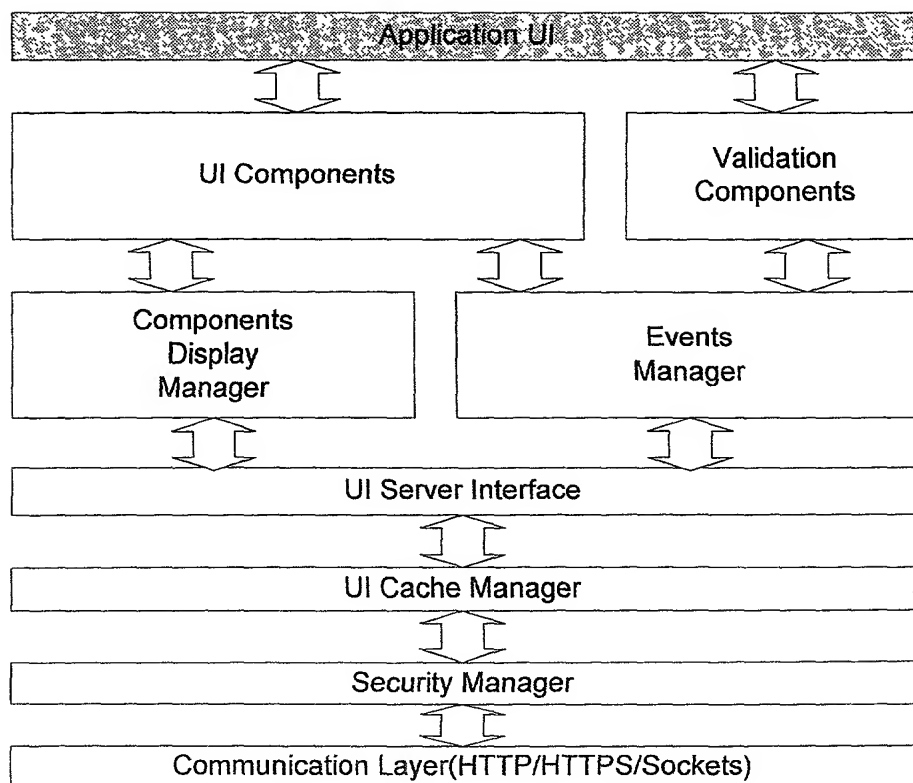 Application UI
UI Components
Validation
Components
Components
Display
Manager
Events
Manager
UI Server Interface
UI Cache Manager
Security Manager
Communication Layer(HTTP/HTTPS/Sockets)